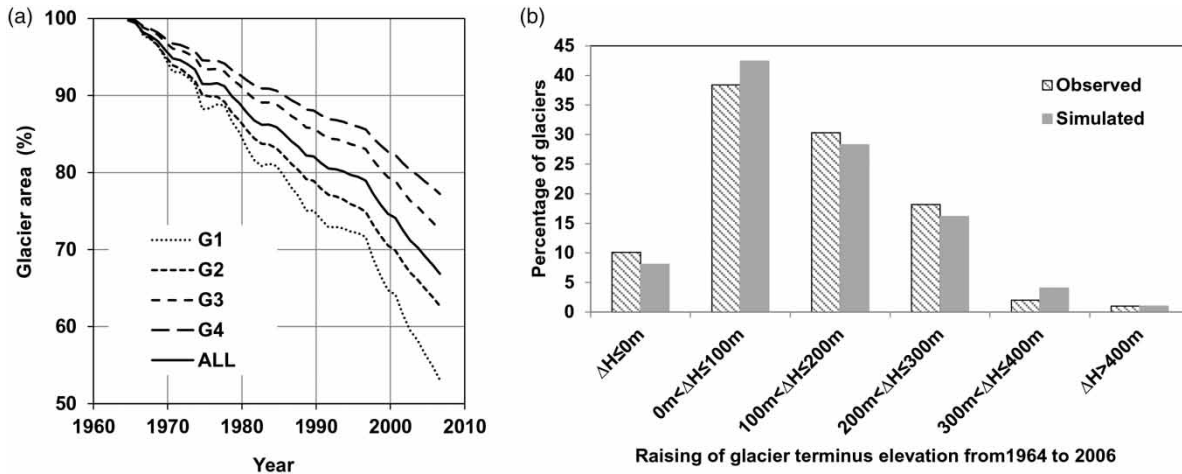 (a)
100
90
80
70
60
50
Glacier area (%)
G1
G2
G3
G4
ALL
1960 1970 1980 1990 2000 2010
Year
(b)
45
40
35
30
25
20
15
10
5
0
Percentage of glaciers
Observed
Simulated
ΔH≤0m
0m<ΔH≤100m
100m<ΔH≤200m
200m<ΔH≤300m
300m<ΔH≤400m
ΔH>400m
Raising of glacier terminus elevation from1964 to 2006